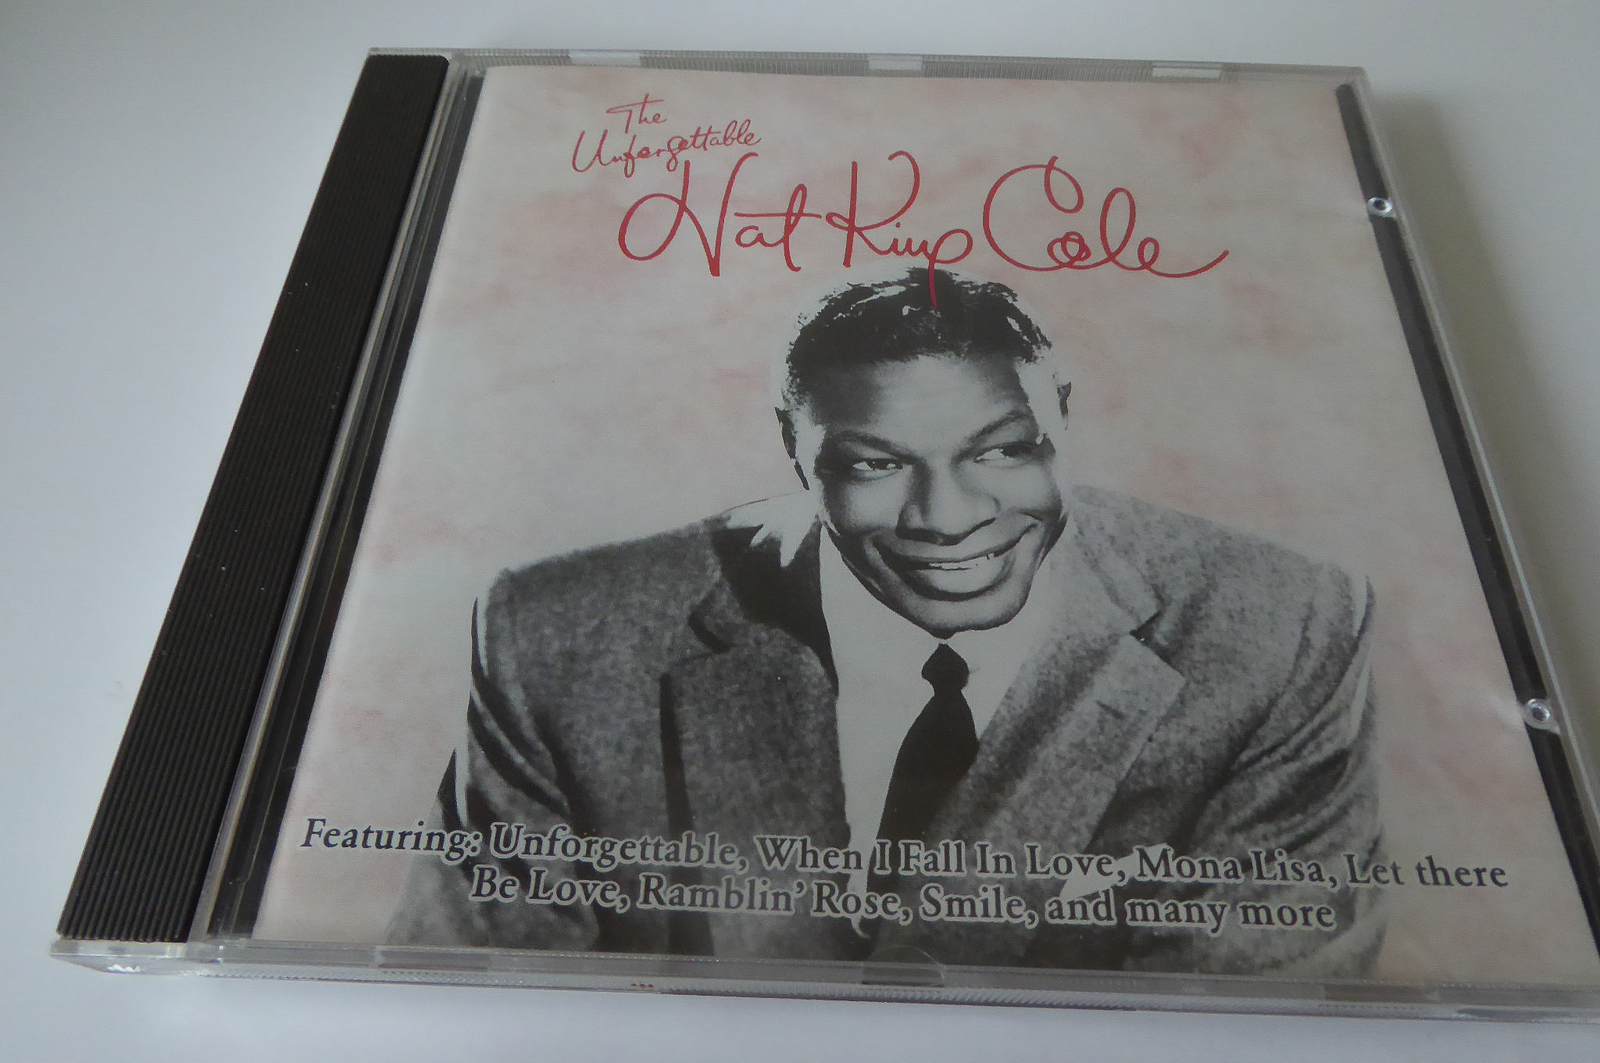 The
Unforgettable
Nat King Cole
Featuring: Unforgettable, When I Fall In Love, Mona Lisa, Let there
Be Love, Ramblin' Rose, Smile, and many more